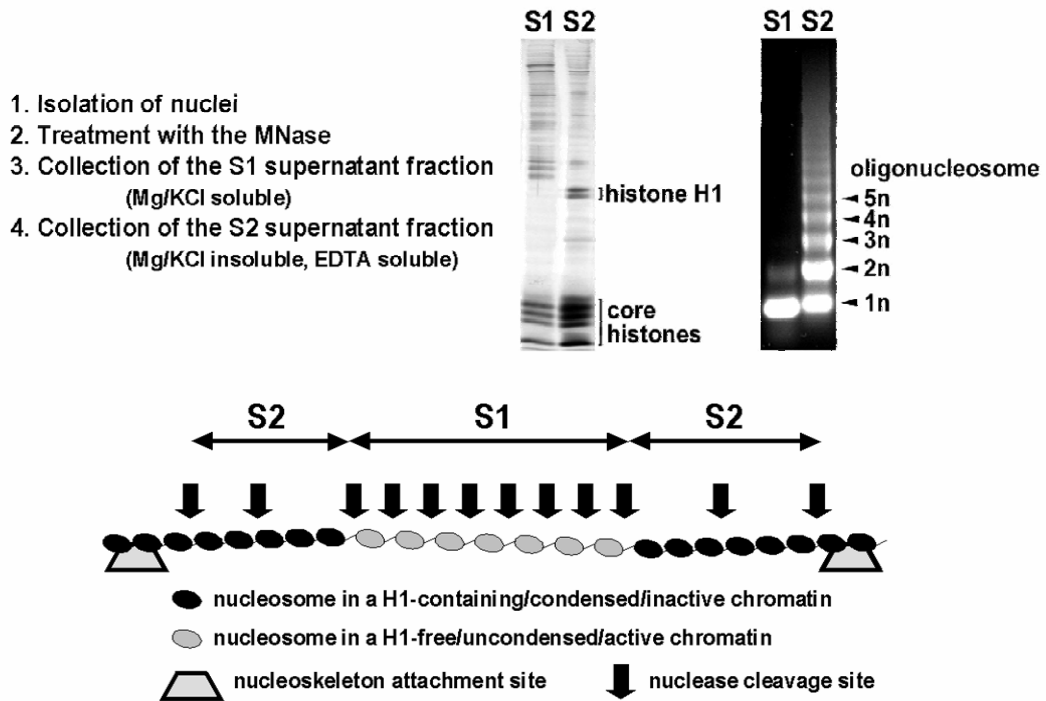 1. Isolation of nuclei
2. Treatment with the MNase
3. Collection of the S1 supernatant fraction
(Mg/KCl soluble)
4. Collection of the S2 supernatant fraction
(Mg/KCl insoluble, EDTA soluble)
S1 S2
histone H1
core
histones
S1 S2
oligonucleosome
5n
4n
3n
2n
1n
S2
S1
S2
nucleosome in a H1-containing/condensed/inactive chromatin
nucleosome in a H1-free/uncondensed/active chromatin
nucleoskeleton attachment site
nuclease cleavage site